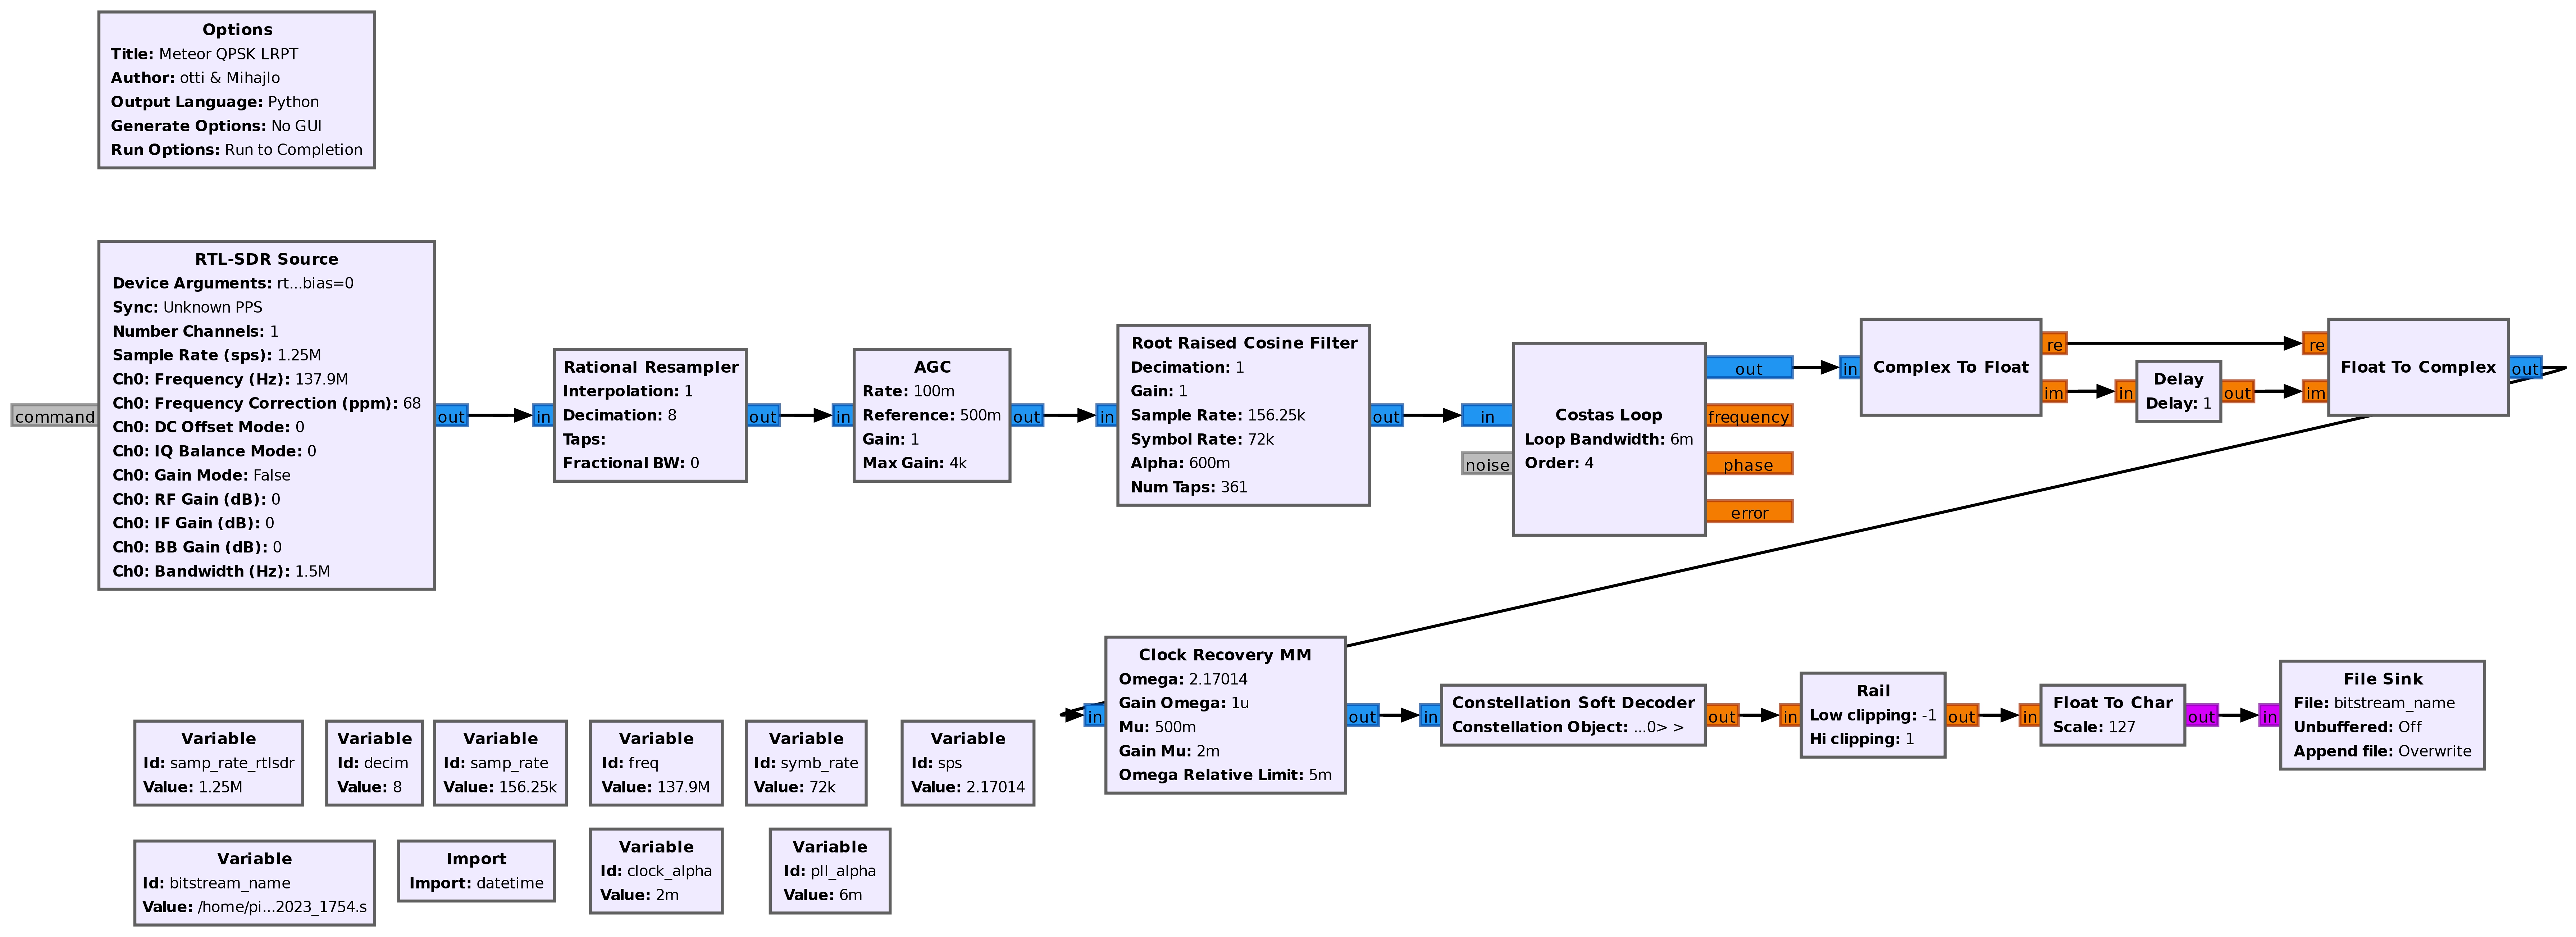 Options
Title: Meteor QPSK LRPT
Author: otti & Mihajlo
Output Language: Python
Generate Options: No GUI
Run Options: Run to Completion
command
RTL-SDR Source
Device Arguments: rt...bias=0
Sync: Unknown PPS
Number Channels: 1
Sample Rate (sps): 1.25M
Ch0: Frequency (Hz): 137.9M
Ch0: Frequency Correction (ppm): 68
Ch0: DC Offset Mode: 0
Ch0: IQ Balance Mode: 0
Ch0: Gain Mode: False
Ch0: RF Gain (dB): 0
Ch0: IF Gain (dB): 0
Ch0: BB Gain (dB): 0
Ch0: Bandwidth (Hz): 1.5M
out
in
Rational Resampler
Interpolation: 1
Decimation: 8
Taps:
Fractional BW: 0
out
in
AGC
Rate: 100m
Reference: 500m
Gain: 1
Max Gain: 4k
out
in
Root Raised Cosine Filter
Decimation: 1
Gain: 1
Sample Rate: 156.25k
Symbol Rate: 72k
Alpha: 600m
Num Taps: 361
out
in
noise
Costas Loop
Loop Bandwidth: 6m
Order: 4
out
frequency
phase
error
in
Complex To Float
re
im
in
Delay
Delay: 1
out
re
im
Float To Complex
out
in
Clock Recovery MM
Omega: 2.17014
Gain Omega: 1u
Mu: 500m
Gain Mu: 2m
Omega Relative Limit: 5m
out
in
Constellation Soft Decoder
Constellation Object: ...0> >
out
in
Rail
Low clipping: -1
Hi clipping: 1
out
in
Float To Char
Scale: 127
out
in
File Sink
File: bitstream_name
Unbuffered: Off
Append file: Overwrite
Variable
Id: samp_rate_rtlsdr
Value: 1.25M
Variable
Id: decim
Value: 8
Variable
Id: samp_rate
Value: 156.25k
Variable
Id: freq
Value: 137.9M
Variable
Id: symb_rate
Value: 72k
Variable
Id: sps
Value: 2.17014
Variable
Id: bitstream_name
Value: /home/pi...2023_1754.s
Import
Import: datetime
Variable
Id: clock_alpha
Value: 2m
Variable
Id: pll_alpha
Value: 6m